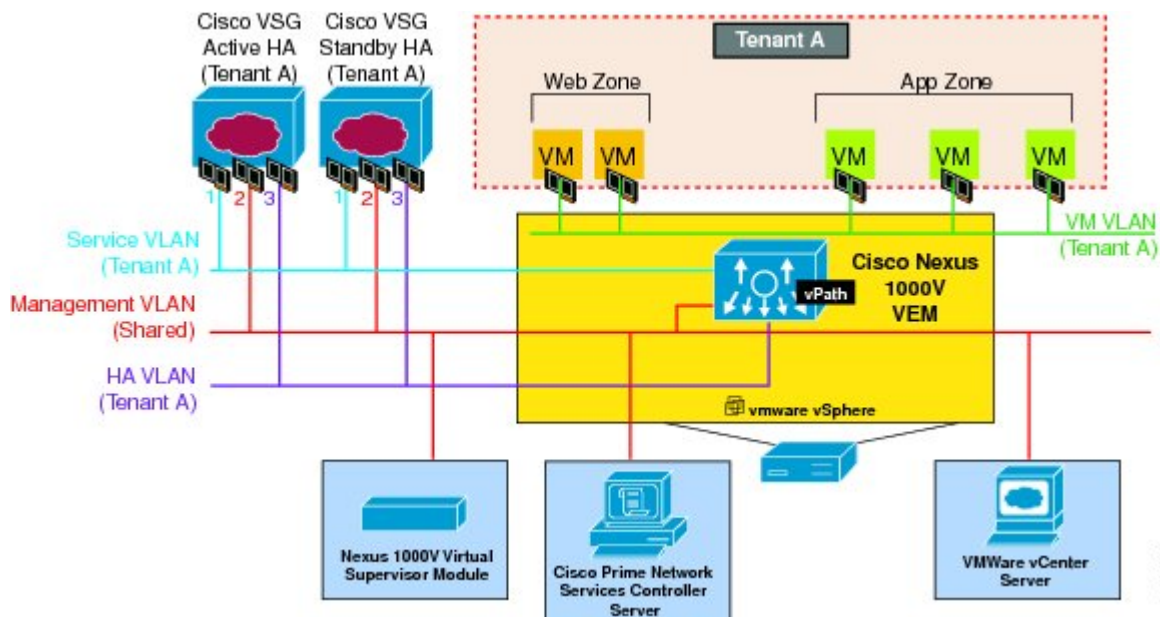 Cisco VSG
Active HA
(Tenant A)
Cisco VSG
Standby HA
(Tenant A)
Tenant A
Web Zone
App Zone
VM
VM
VM
VM
VM
1
2
3
1
2
3
Service VLAN
(Tenant A)
VM VLAN
(Tenant A)
Cisco Nexus
1000V
VEM
vPath
Management VLAN
(Shared)
HA VLAN
(Tenant A)
vmware vSphere
Nexus 1000V Virtual
Supervisor Module
Cisco Prime Network
Services Controller
Server
VMWare vCenter
Server